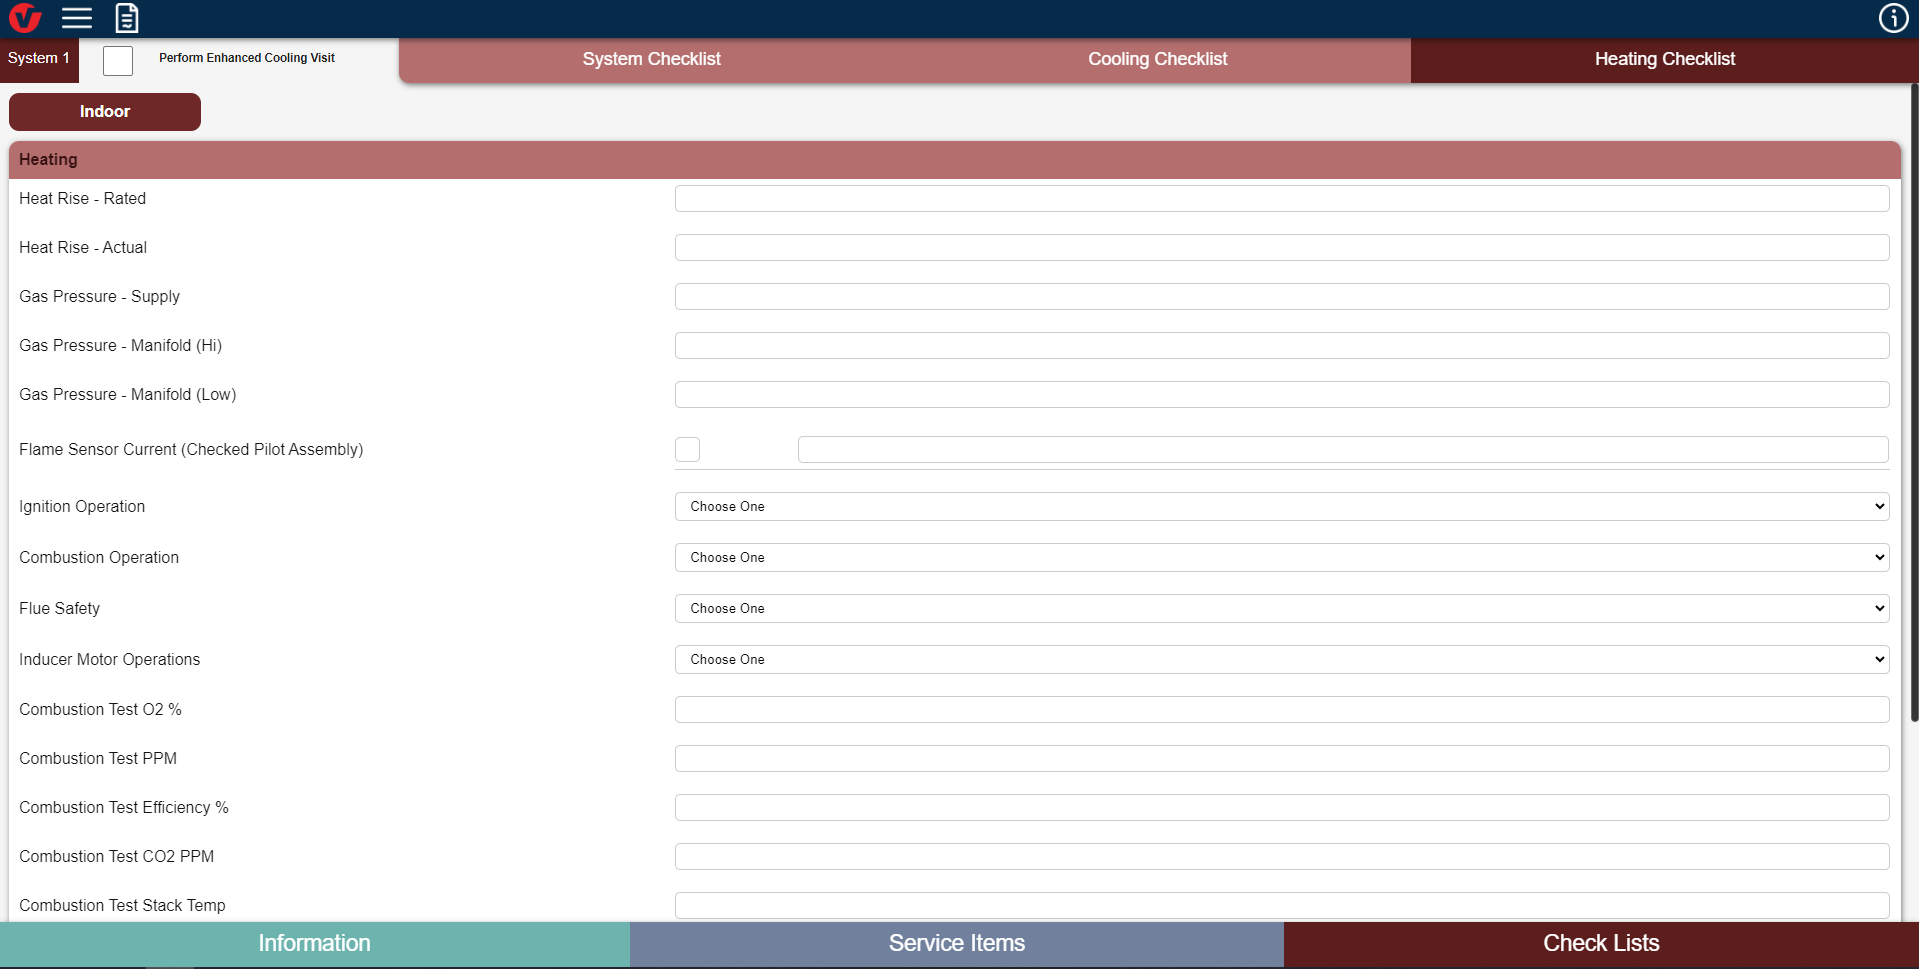 System 1
Perform Enhanced Cooling Visit
System Checklist
Cooling Checklist
Heating Checklist
Indoor
Heating
Heat Rise - Rated
Heat Rise - Actual
Gas Pressure - Supply
Gas Pressure - Manifold (Hi)
Gas Pressure - Manifold (Low)
Flame Sensor Current (Checked Pilot Assembly)
Ignition Operation
Choose One
Combustion Operation
Choose One
Flue Safety
Choose One
Inducer Motor Operations
Choose One
Combustion Test O2 %
Combustion Test PPM
Combustion Test Efficiency %
Combustion Test CO2 PPM
Combustion Test Stack Temp
Information
Service Items
Check Lists